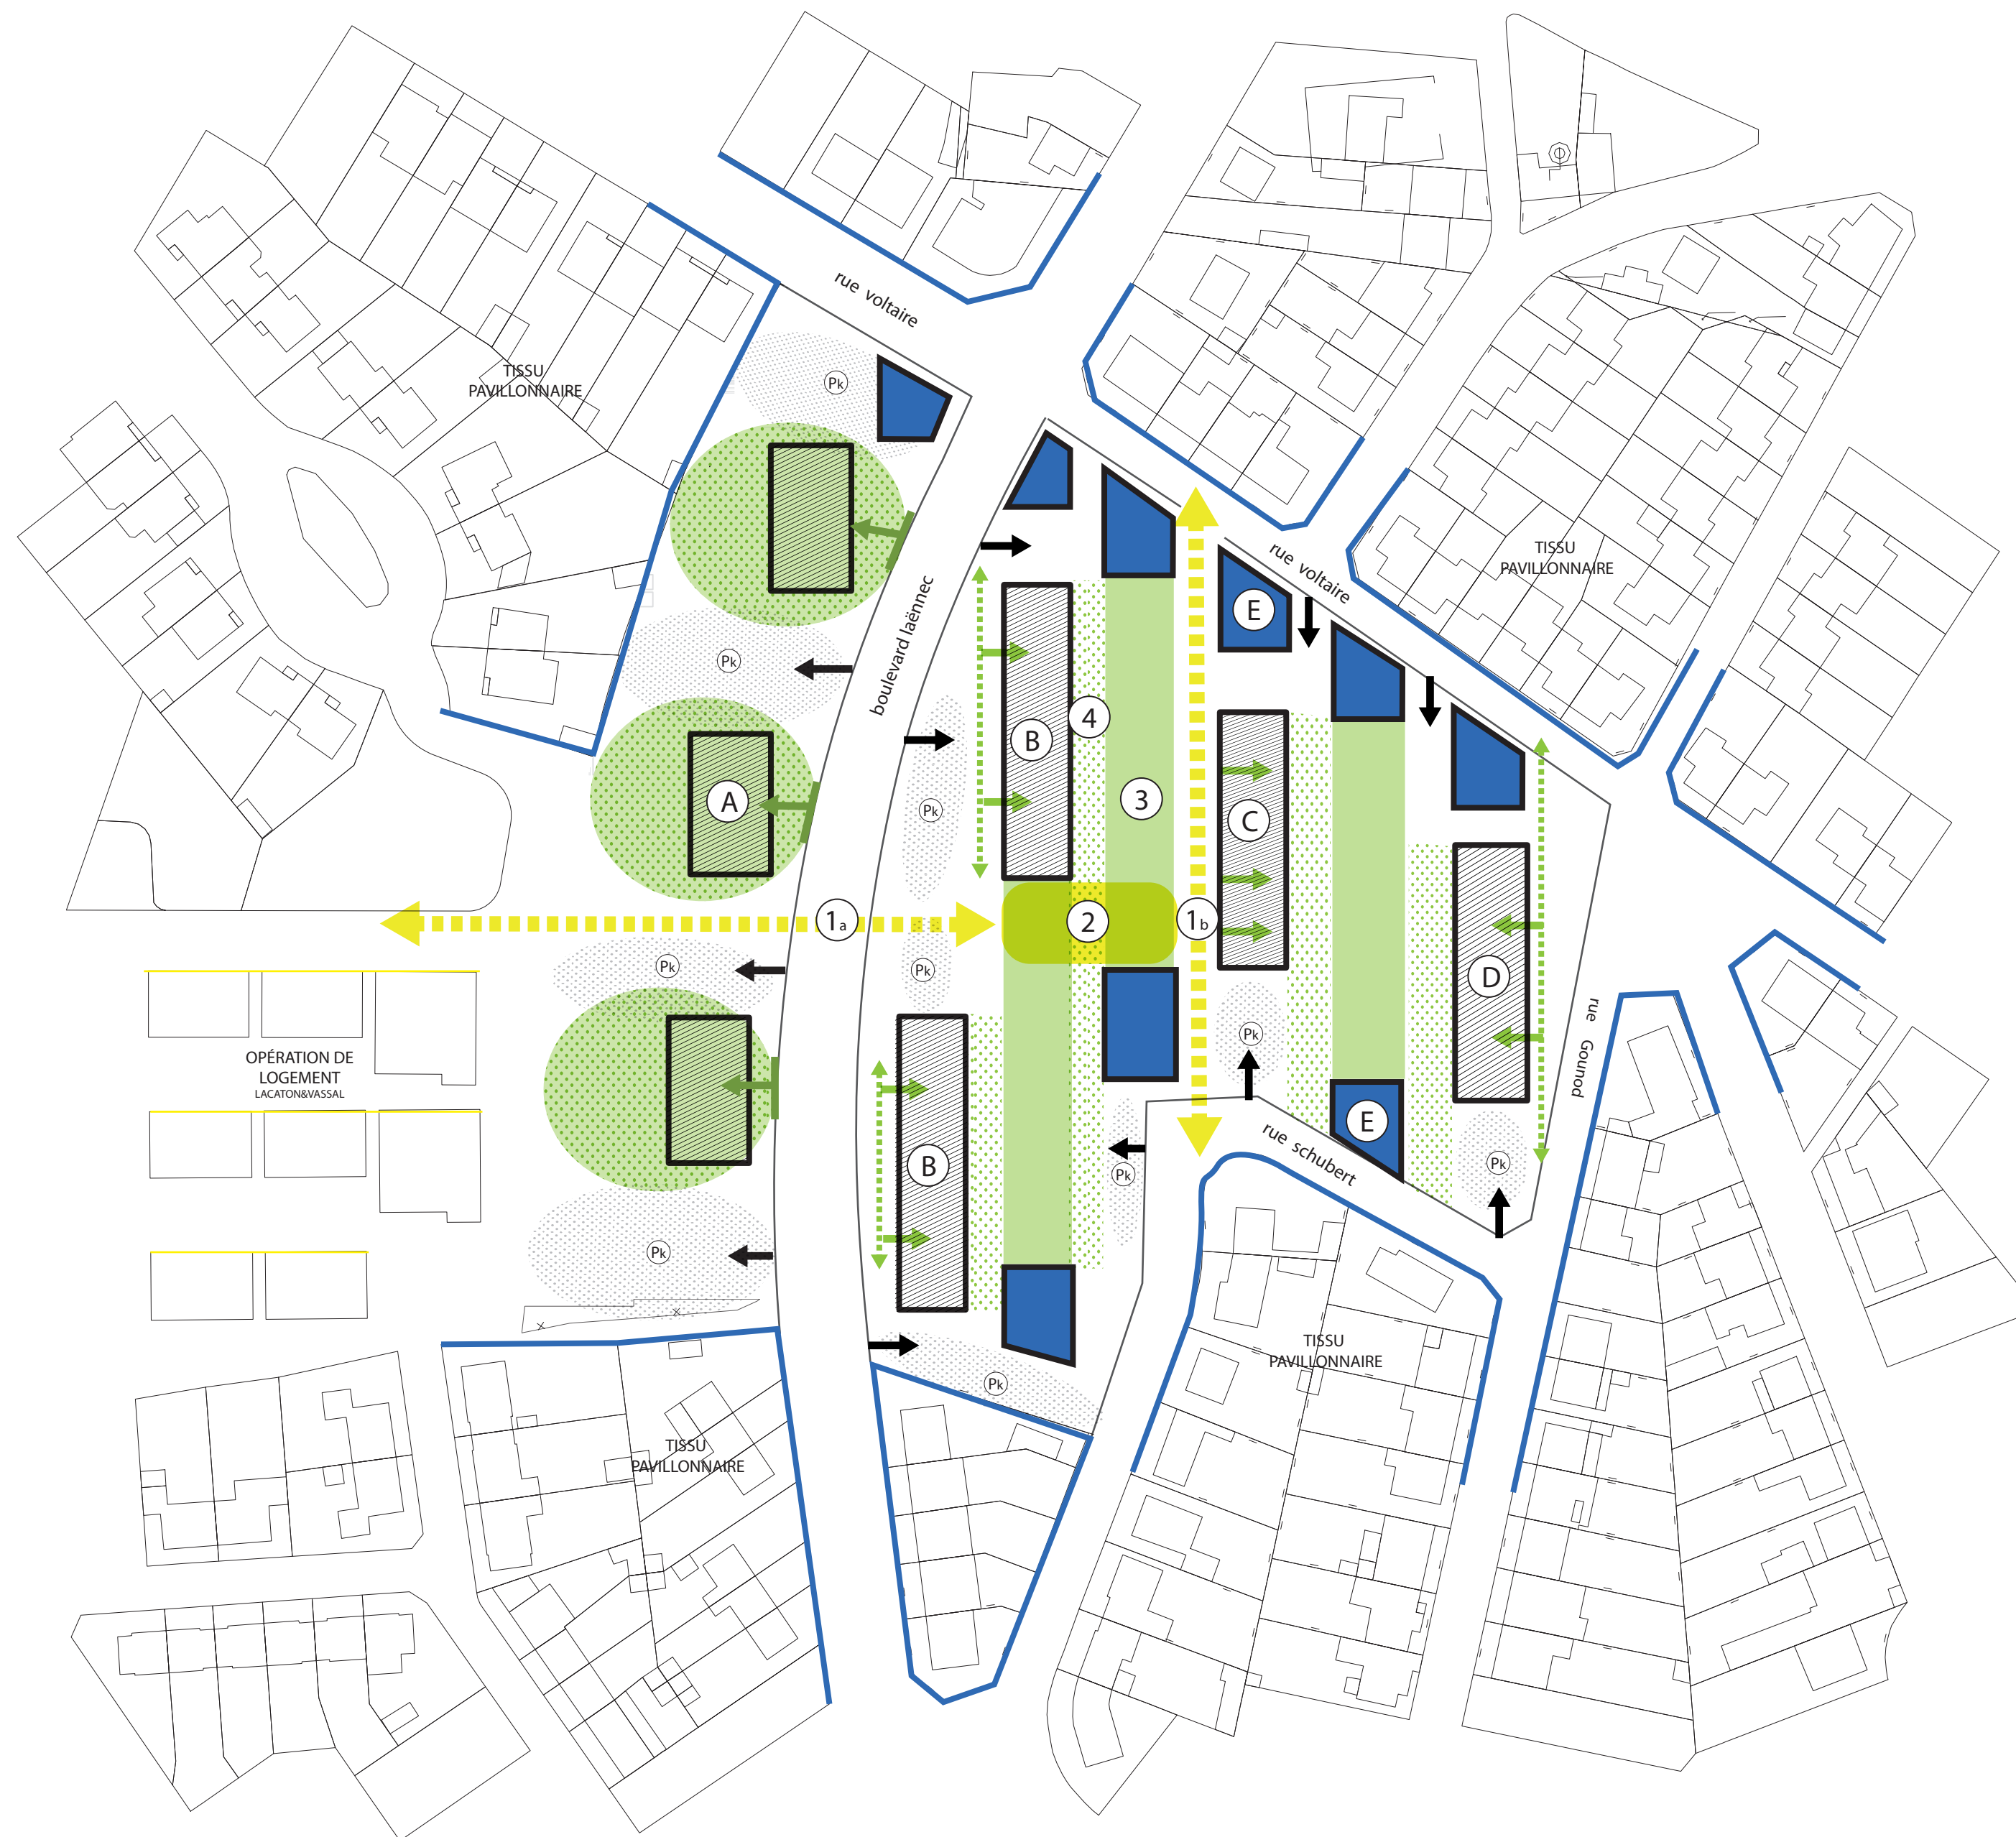 rue voltaire
TISSU
PAVILLONNAIRE
Pk
rue voltaire
TISSU
PAVILLONNAIRE
E
boulevard laënnec
Pk
4
B
3
A
Pk
C
1a
2
1b
Pk
Pk
D
OPÉRATION DE
LOGEMENT
LACATON&VASSAL
Pk
rue Gounod
E
B
rue schubert
Pk
Pk
Pk
TISSU
PAVILLONNAIRE
Pk
TISSU
PAVILLONNAIRE